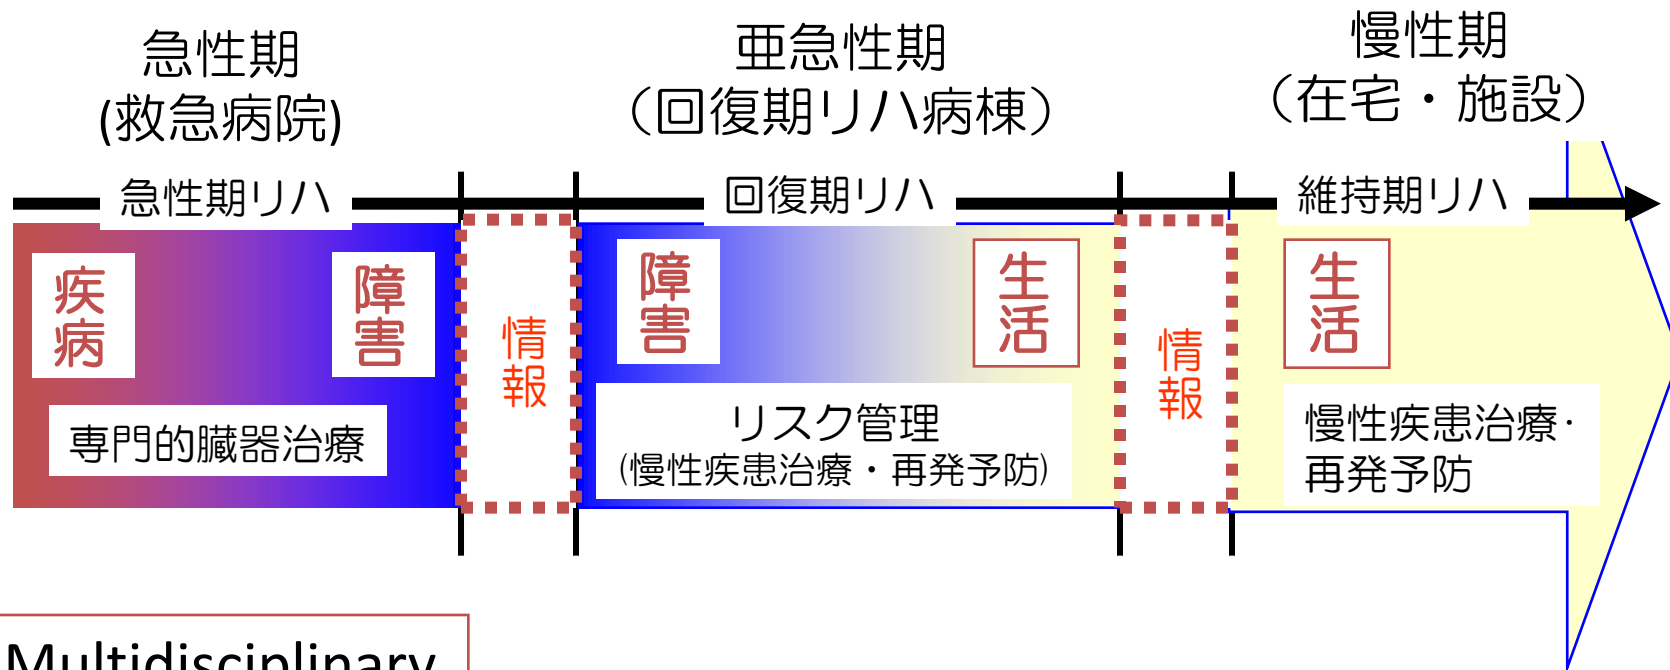 急性期
(救急病院)
亜急性期
（回復期リハ病棟）
慢性期
（在宅・施設）
急性期リハ
回復期リハ
維持期リハ
疾病
障害
情報
障害
生活
情報
生活
専門的臓器治療
リスク管理
(慢性疾患治療・再発予防)
慢性疾患治療・
再発予防
Multidisciplinary